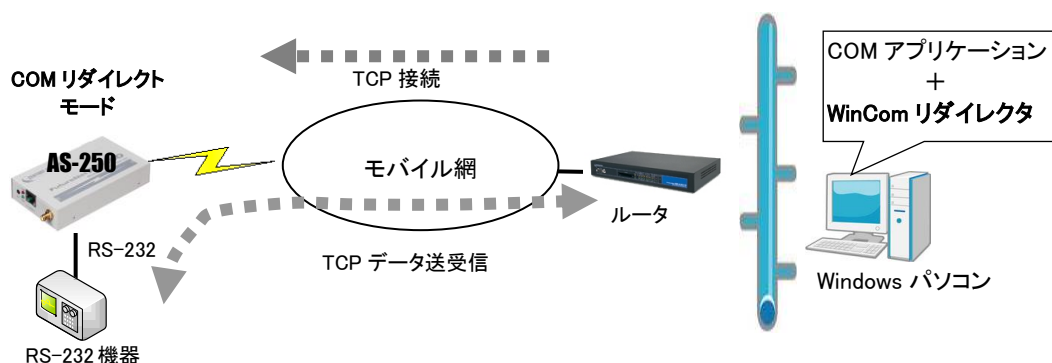 COM アプリケーション
+
WinCom リダイレクタ
TCP 接続
COM リダイレクト
モード
AS-250
モバイル網
ルータ
RS-232
TCP データ送受信
Windows パソコン
RS-232 機器